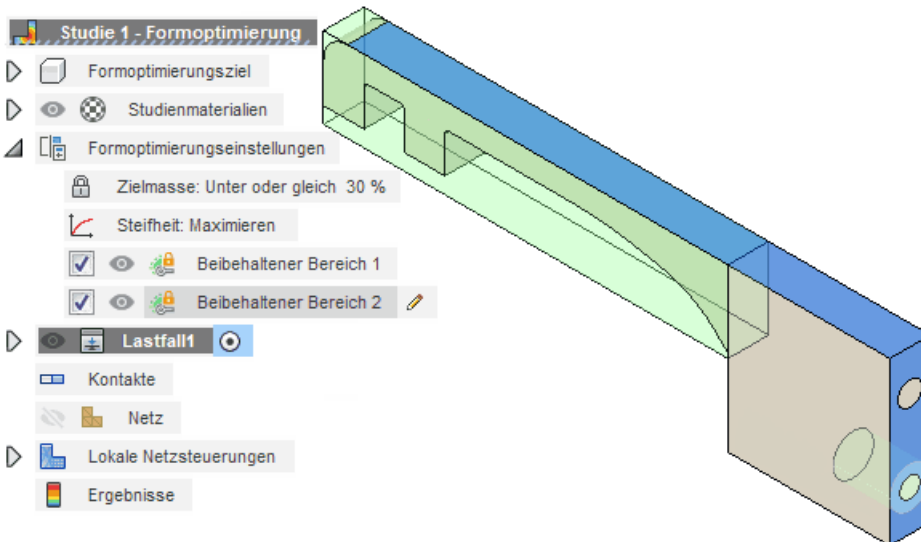 Studie 1 - Formoptimierung
Formoptimierungsziel
Studienmaterialien
Formoptimierungseinstellungen
Zielmasse: Unter oder gleich 30 %
Steifheit: Maximieren
Beibehaltener Bereich 1
Beibehaltener Bereich 2
Lastfall1
Kontakte
Netz
Lokale Netzsteuerungen
Ergebnisse